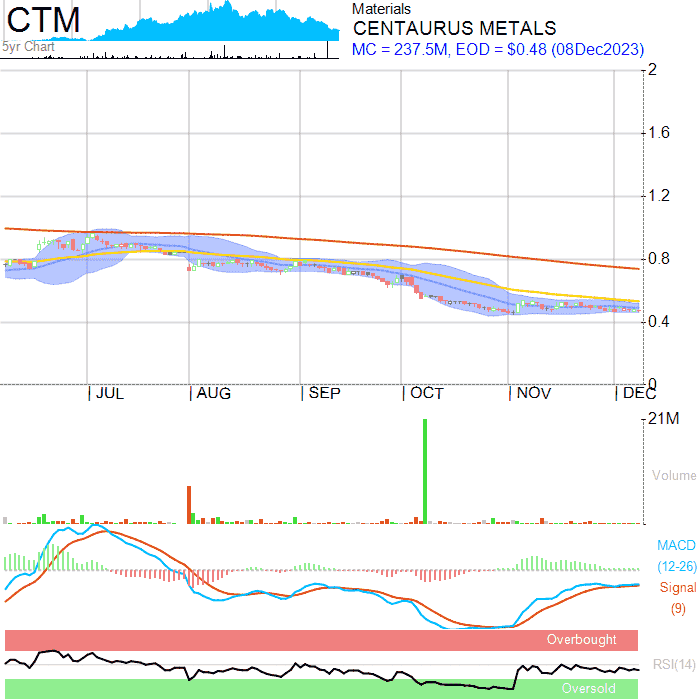 CTM
5yr Chart
Materials
CENTAURUS METALS
MC = 237.5M, EOD = $0.48 (08Dec2023)
2
1.6
1.2
0.8
0.4
0
JUL AUG SEP OCT NOV DEC
21M
Volume
MACD
(12-26)
Signal
(9)
Overbought
RSI(14)
Oversold